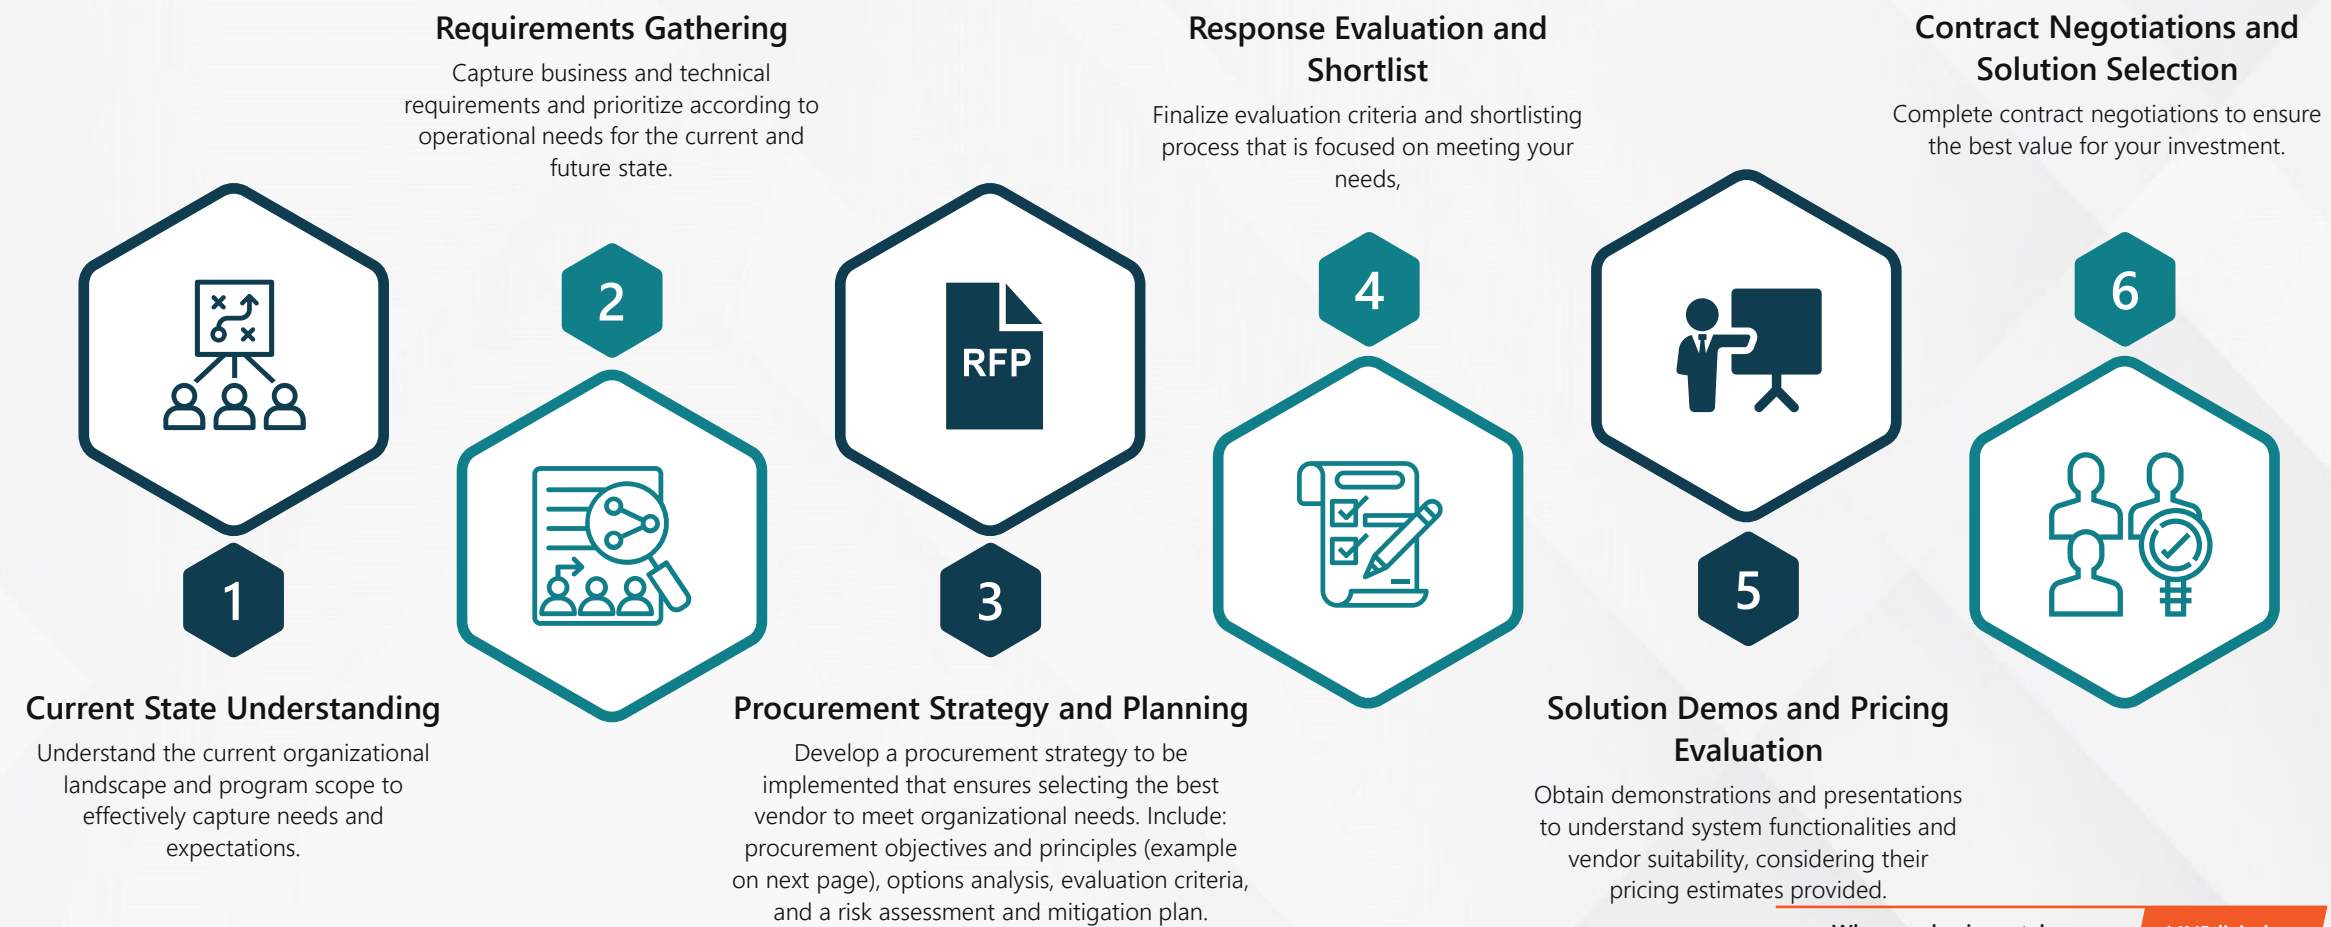 Requirements Gathering
Capture business and technical
requirements and prioritize according to
operational needs for the current and
future state.
Response Evaluation and
Shortlist
Finalize evaluation criteria and shortlisting
process that is focused on meeting your
needs,
Contract Negotiations and
Solution Selection
Complete contract negotiations to ensure
the best value for your investment.
2
4
6
RFP
1
3
5
Current State Understanding
Understand the current organizational
landscape and program scope to
effectively capture needs and
expectations.
Procurement Strategy and Planning
Develop a procurement strategy to be
implemented that ensures selecting the best
vendor to meet organizational needs. Include:
procurement objectives and principles (example
on next page), options analysis, evaluation criteria,
and a risk assessment and mitigation plan.
Solution Demos and Pricing
Evaluation
Obtain demonstrations and presentations
to understand system functionalities and
vendor suitability, considering their
pricing estimates provided.